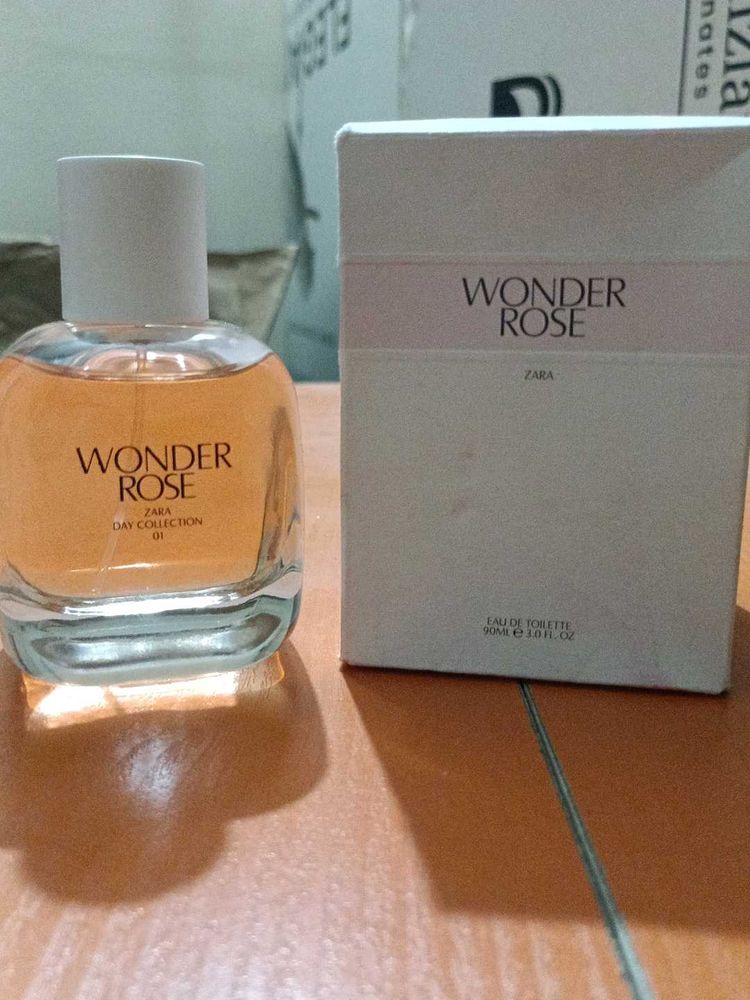 WONDER
ROSE
ZARA
DAY COLLECTION
01
WONDER
ROSE
ZARA
EAU DE TOILETTE
90ML ℮ 3.0 FL. OZ